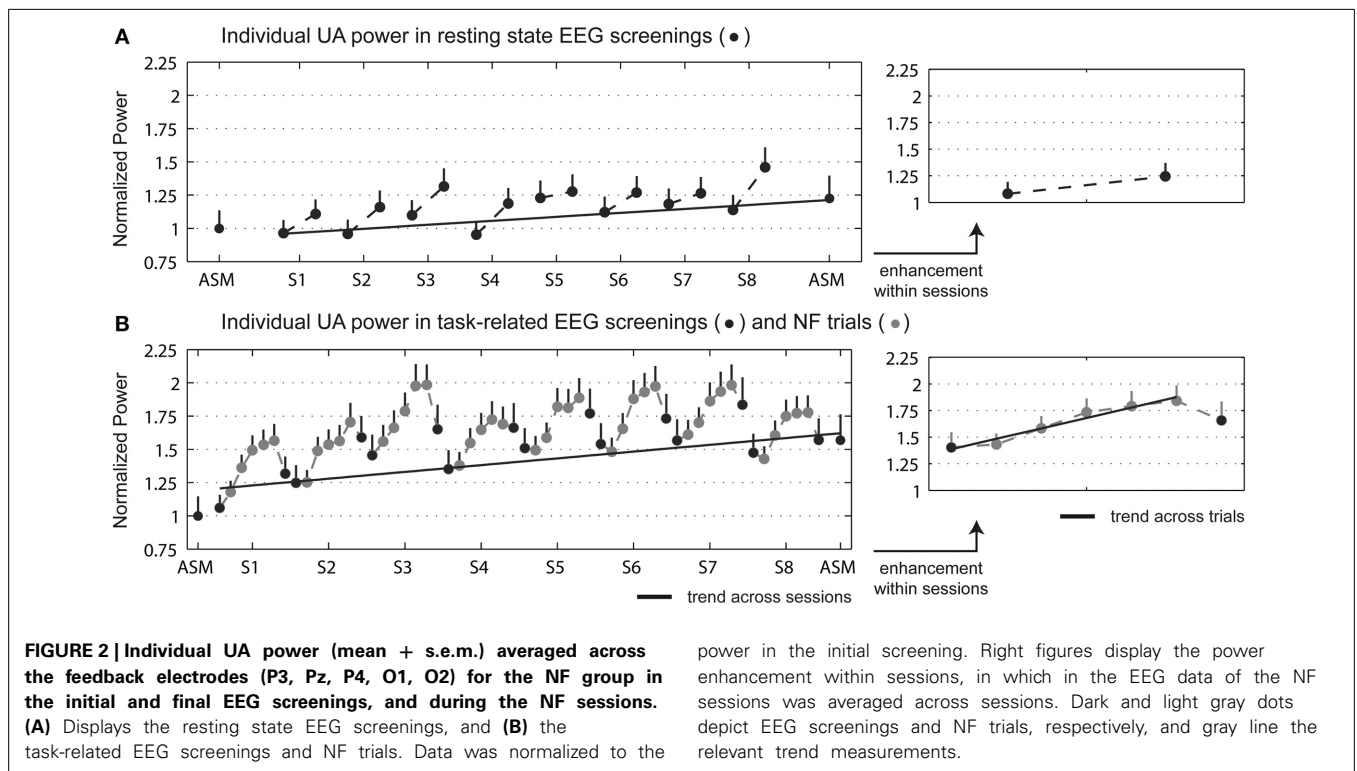 A Individual UA power in resting state EEG screenings ( )
Normalized Power
2.25
2
1.75
1.5
1.25
1
0.75
ASM S1 S2 S3 S4 S5 S6 S7 S8 ASM
2.25
2
1.75
1.5
1.25
1
enhancement
within sessions
B Individual UA power in task-related EEG screenings ( ) and NF trials ( )
Normalized Power
2.25
2
1.75
1.5
1.25
1
0.75
ASM S1 S2 S3 S4 S5 S6 S7 S8 ASM
trend across sessions
2.25
2
1.75
1.5
1.25
1
trend across trials
enhancement
within sessions
FIGURE 2 | Individual UA power (mean + s.e.m.) averaged across
the feedback electrodes (P3, Pz, P4, O1, O2) for the NF group in
the initial and final EEG screenings, and during the NF sessions.
(A) Displays the resting state EEG screenings, and (B) the
task-related EEG screenings and NF trials. Data was normalized to the
power in the initial screening. Right figures display the power
enhancement within sessions, in which in the EEG data of the NF
sessions was averaged across sessions. Dark and light gray dots
depict EEG screenings and NF trials, respectively, and gray line the
relevant trend measurements.